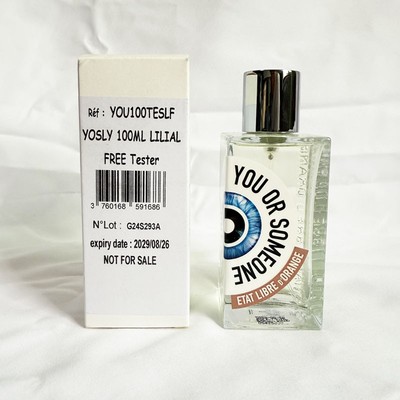 Réf : YOU100TESLF
YOSLY 100ML LILIAL
FREE Tester
3 760168 591686
N°Lot : G24S293A
expiry date : 2029/08/26
NOT FOR SALE
YOU OR SOMEONE
ETAT LIBRE D'ORANGE